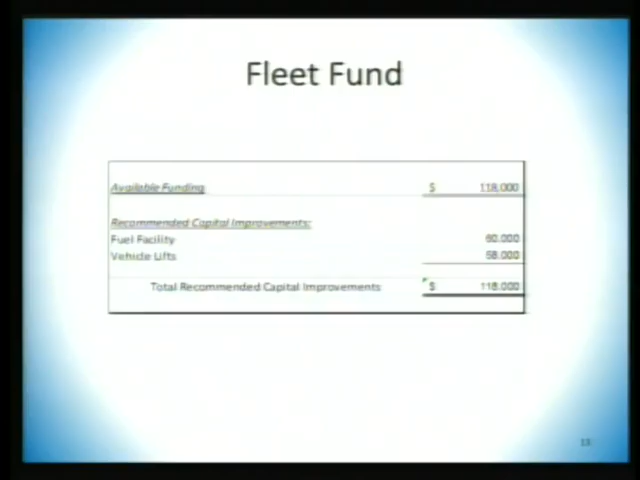 Fleet Fund
Available Funding $ 118,000
Recommended Capital Improvements:
Fuel Facility 60,000
Vehicle Lifts 58,000
Total Recommended Capital Improvements $ 118,000